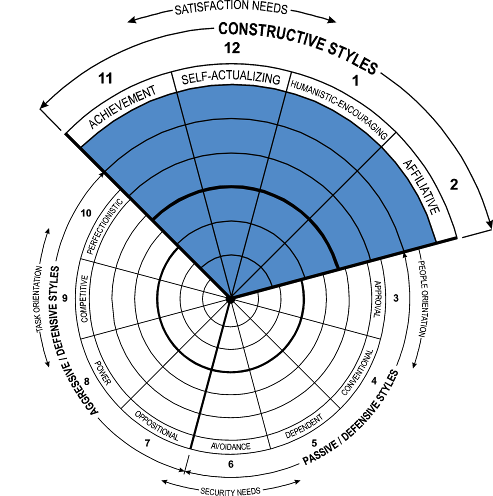 SATISFACTION NEEDS
CONSTRUCTIVE STYLES
12
11
1
SELF-ACTUALIZING
ACHIEVEMENT
HUMANISTIC-ENCOURAGING
AFFILIATIVE
2
10
PERFECTIONISTIC
PEOPLE ORIENTATION
TASK ORIENTATION
9
COMPETITIVE
APPROVAL
3
AGGRESSIVE / DEFENSIVE STYLES
8
POWER
CONVENTIONAL
4
PASSIVE / DEFENSIVE STYLES
OPPOSITIONAL
7
AVOIDANCE
6
DEPENDENT
5
SECURITY NEEDS